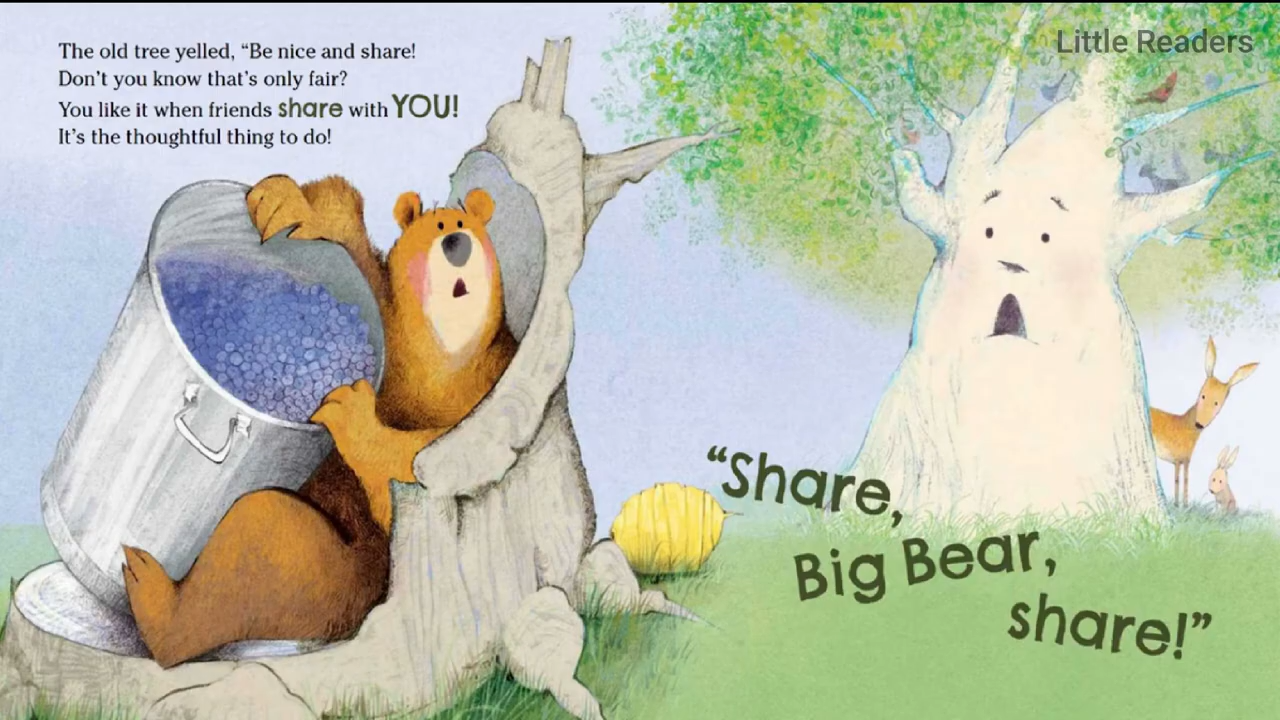 The old tree yelled, “Be nice and share!
Don’t you know that’s only fair?
You like it when friends share with YOU!
It’s the thoughtful thing to do!
Little Readers
“Share,
Big Bear,
share!”